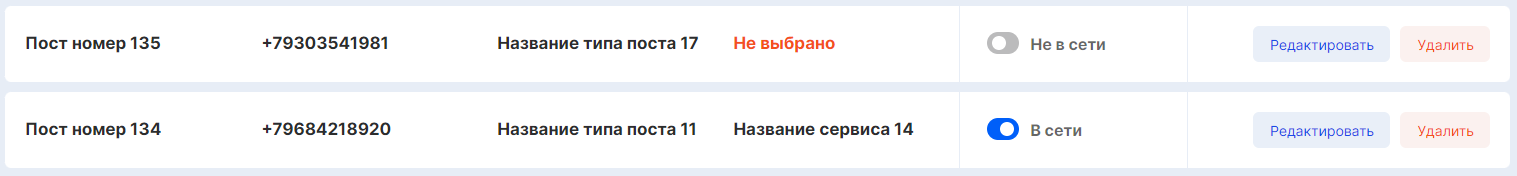 Пост номер 135 +79303541981 Название типа поста 17 Не выбрано Не в сети Редактировать Удалить
Пост номер 134 +79684218920 Название типа поста 11 Название сервиса 14 В сети Редактировать Удалить